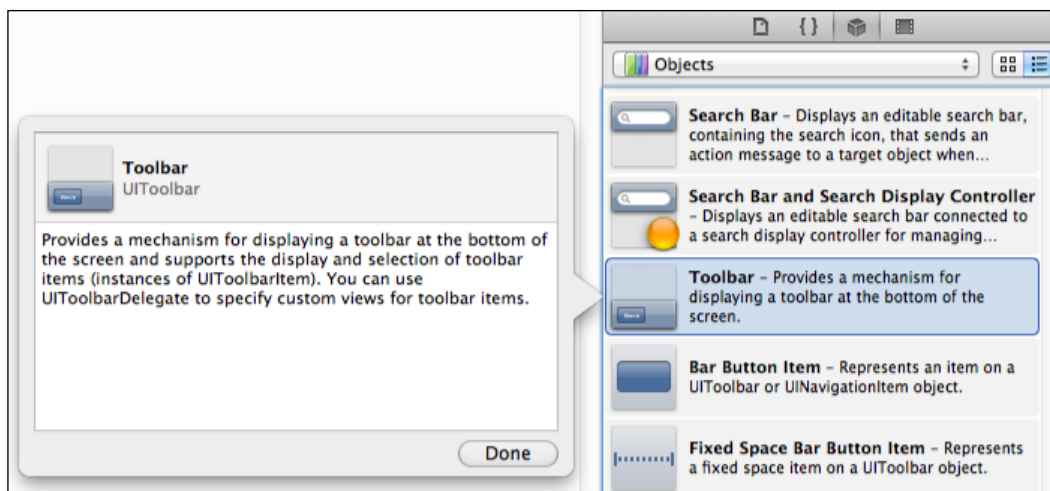 { }
Objects
Search Bar – Displays an editable search bar,
containing the search icon, that sends an
action message to a target object when...
Search Bar and Search Display Controller
– Displays an editable search bar connected to
a search display controller for managing...
Toolbar – Provides a mechanism for
displaying a toolbar at the bottom of the
screen.
Bar Button Item – Represents an item on a
UIToolbar or UINavigationItem object.
Fixed Space Bar Button Item – Represents
a fixed space item on a UIToolbar object.
Toolbar
UIToolbar
Provides a mechanism for displaying a toolbar at the bottom of
the screen and supports the display and selection of toolbar
items (instances of UIToolbarItem). You can use
UIToolbarDelegate to specify custom views for toolbar items.
Done